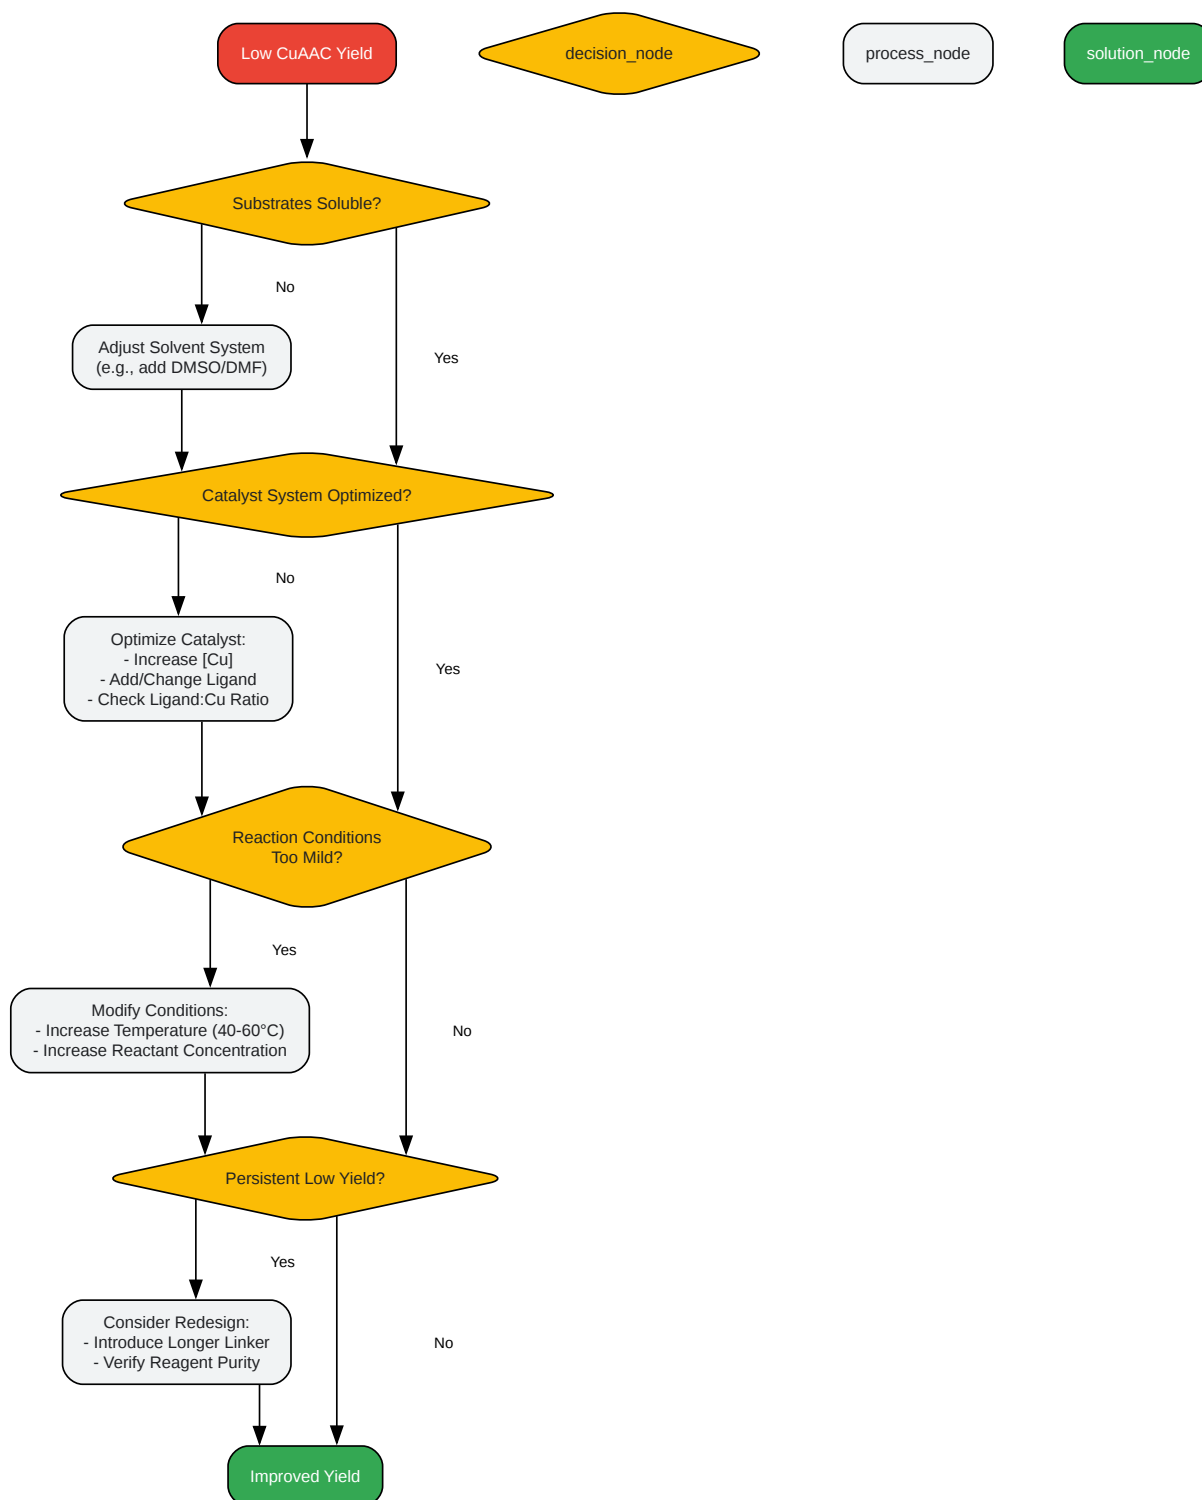 Low CuAAC Yield
decision_node
process_node
solution_node
Substrates Soluble?
No
Adjust Solvent System
(e.g., add DMSO/DMF)
Yes
Catalyst System Optimized?
No
Optimize Catalyst:
- Increase [Cu]
- Add/Change Ligand
- Check Ligand:Cu Ratio
Yes
Reaction Conditions
Too Mild?
Yes
Modify Conditions:
- Increase Temperature (40-60°C)
- Increase Reactant Concentration
No
Persistent Low Yield?
Yes
Consider Redesign:
- Introduce Longer Linker
- Verify Reagent Purity
No
Improved Yield